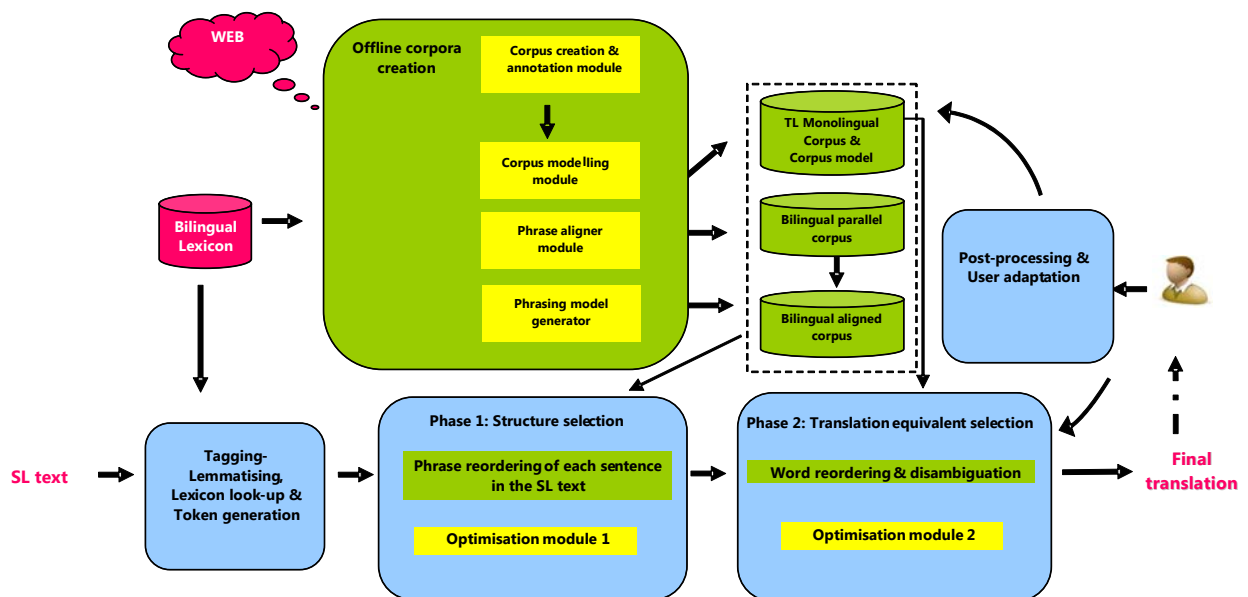 WEB
Offline corpora
creation
Corpus creation &
annotation module
Corpus modelling
module
Phrase aligner
module
Phrasing model
generator
TL Monolingual
Corpus &
Corpus model
Bilingual parallel
corpus
Bilingual aligned
corpus
Bilingual
Lexicon
Post-processing &
User adaptation
SL text
Tagging-
Lemmatising,
Lexicon look-up &
Token generation
Phase 1: Structure selection
Phrase reordering of each sentence
in the SL text
Optimisation module 1
Phase 2: Translation equivalent selection
Word reordering & disambiguation
Optimisation module 2
Final
translation